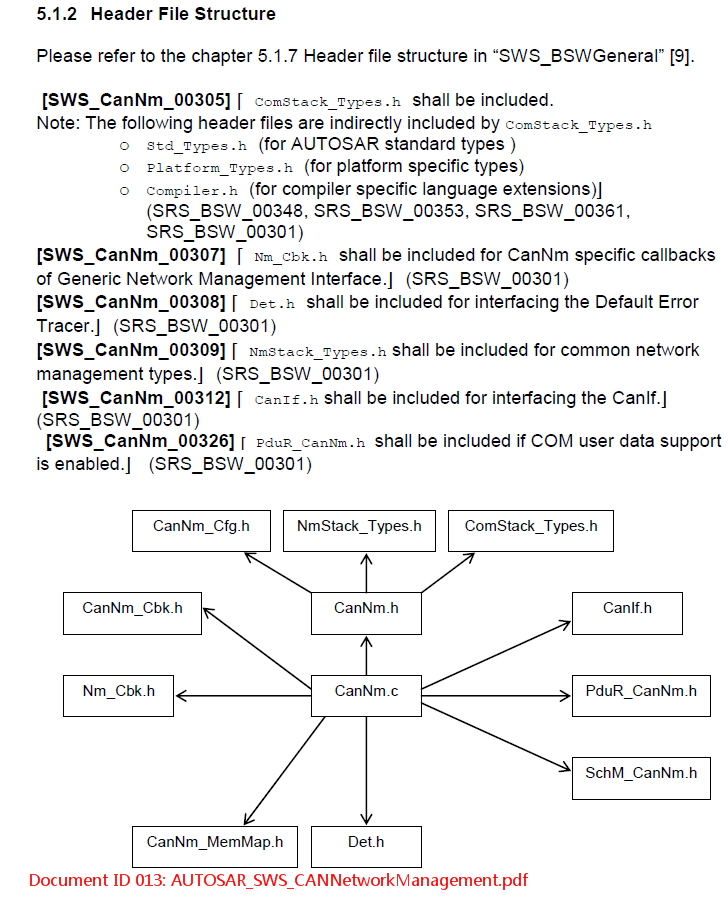 5.1.2 Header File Structure
Please refer to the chapter 5.1.7 Header file structure in “SWS_BSWGeneral” [9].
[SWS_CanNm_00305] ⌈ ComStack_Types.h shall be included.
Note: The following header files are indirectly included by ComStack_Types.h
o Std_Types.h (for AUTOSAR standard types )
o Platform_Types.h (for platform specific types)
o Compiler.h (for compiler specific language extensions)⌋
(SRS_BSW_00348, SRS_BSW_00353, SRS_BSW_00361,
SRS_BSW_00301)
[SWS_CanNm_00307] ⌈ Nm_Cbk.h shall be included for CanNm specific callbacks
of Generic Network Management Interface.⌋ (SRS_BSW_00301)
[SWS_CanNm_00308] ⌈ Det.h shall be included for interfacing the Default Error
Tracer.⌋ (SRS_BSW_00301)
[SWS_CanNm_00309] ⌈ NmStack_Types.h shall be included for common network
management types.⌋ (SRS_BSW_00301)
[SWS_CanNm_00312] ⌈ CanIf.h shall be included for interfacing the CanIf.⌋
(SRS_BSW_00301)
[SWS_CanNm_00326] ⌈ PduR_CanNm.h shall be included if COM user data support
is enabled.⌋ (SRS_BSW_00301)
CanNm_Cfg.h NmStack_Types.h ComStack_Types.h
CanNm_Cbk.h CanNm.h CanIf.h
Nm_Cbk.h CanNm.c PduR_CanNm.h
SchM_CanNm.h
CanNm_MemMap.h Det.h
Document ID 013: AUTOSAR_SWS_CANNetworkManagement.pdf